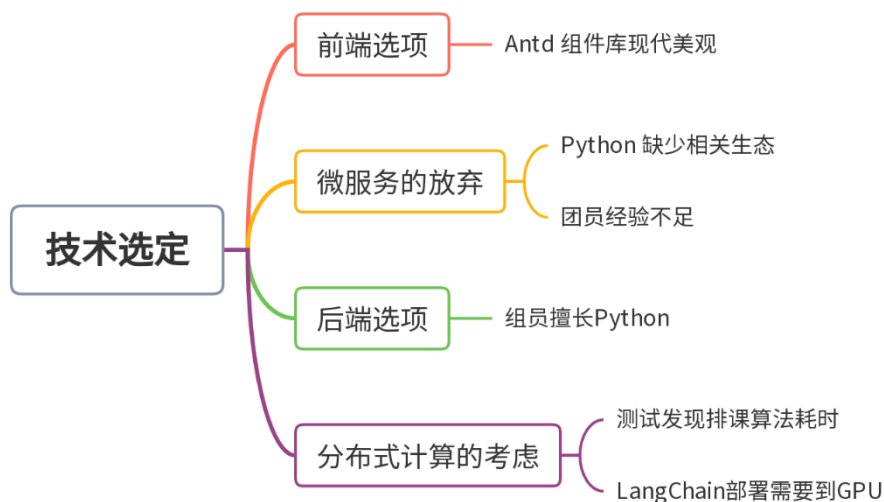 技术选定
前端选项
Antd 组件库现代美观
微服务的放弃
Python 缺少相关生态
团员经验不足
后端选项
组员擅长Python
分布式计算的考虑
测试发现排课算法耗时
LangChain部署需要到GPU